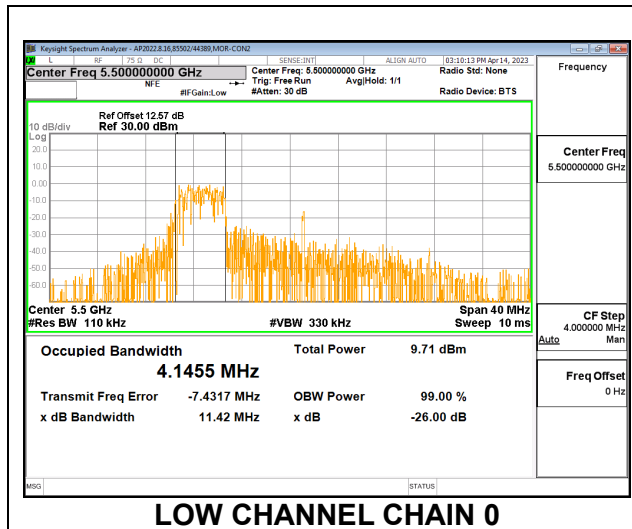 Keysight Spectrum Analyzer - AP2022.8.16,85502/44389,MOR-CON2
L RF 75 Ω DC SENSE:INT ALIGN AUTO 03:10:13 PM Apr 14, 2023
Center Freq 5.500000000 GHz
NFE
#IFGain:Low
Center Freq: 5.500000000 GHz
Trig: Free Run Avg|Hold: 1/1
#Atten: 30 dB
Radio Std: None
Radio Device: BTS
Frequency
Ref Offset 12.57 dB
10 dB/div Ref 30.00 dBm
Log
20.0
10.0
0.00
-10.0
-20.0
-30.0
-40.0
-50.0
-60.0
Center Freq
5.500000000 GHz
Center 5.5 GHz Span 40 MHz
#Res BW 110 kHz #VBW 330 kHz Sweep 10 ms
CF Step
4.000000 MHz
Auto Man
Freq Offset
0 Hz
Occupied Bandwidth Total Power 9.71 dBm
4.1455 MHz
Transmit Freq Error -7.4317 MHz OBW Power 99.00 %
x dB Bandwidth 11.42 MHz x dB -26.00 dB
MSG STATUS
LOW CHANNEL CHAIN 0